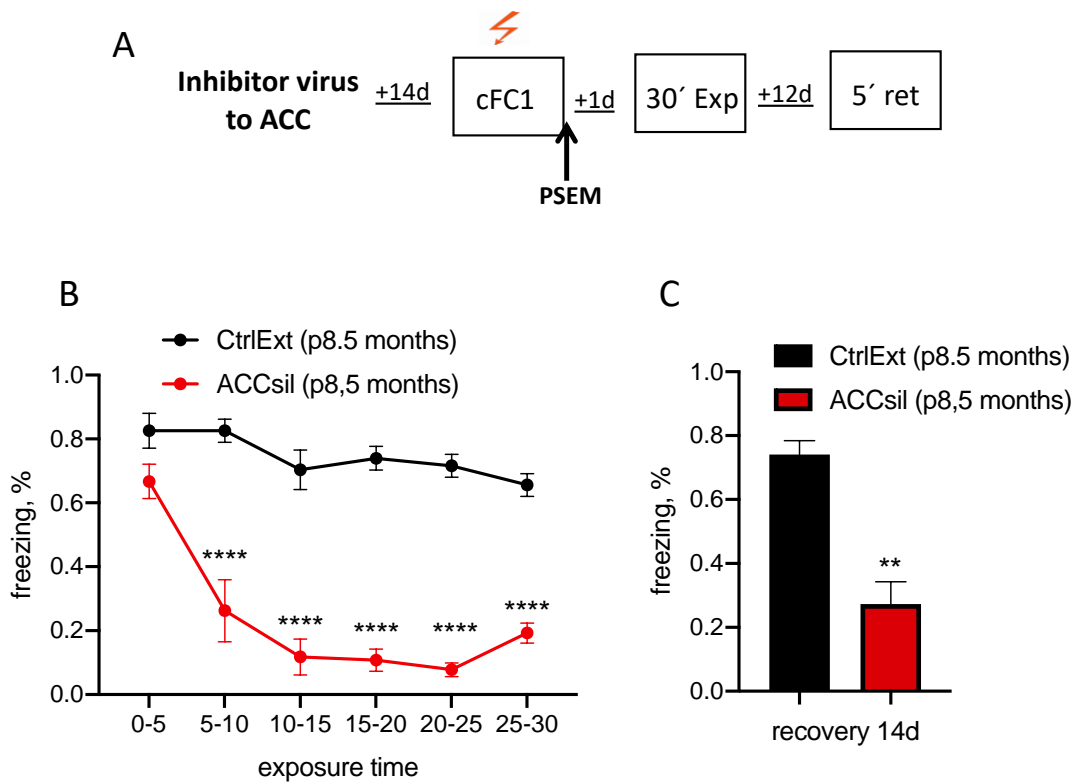 A
Inhibitor virus
to ACC
+14d
cFC1
+1d
30´ Exp
+12d
5´ ret
PSEM
B
CtrlExt (p8.5 months)
ACCsil (p8,5 months)
freezing, %
1.0
0.8
0.6
0.4
0.2
0.0
****
****
****
****
****
0-5
5-10
10-15
15-20
20-25
25-30
exposure time
C
CtrlExt (p8.5 months)
ACCsil (p8,5 months)
freezing, %
1.0
0.8
0.6
0.4
0.2
0.0
**
recovery 14d